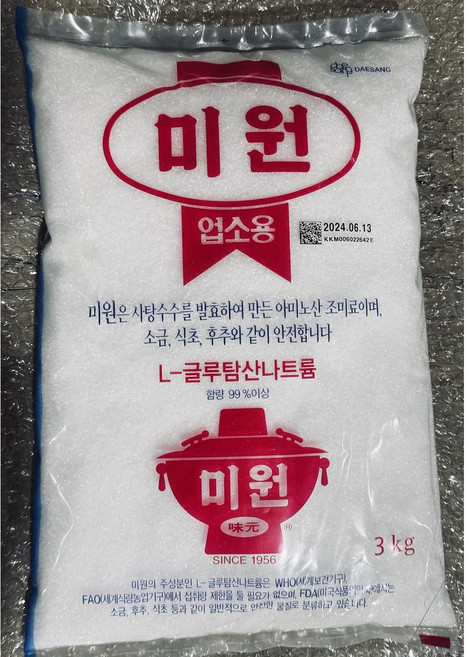 DAESANG
미원
업소용
2024.06.13
KKM006022642E
미원은 사탕수수를 발효하여 만든 아미노산 조미료이며,
소금, 식초, 후추와 같이 안전합니다
L-글루탐산나트륨
함량 99%이상
미원
味元
®
SINCE 1956
3 kg
미원의 주성분인 L- 글루탐산나트륨은 WHO(세계보건기구),
FAO(세계식량농업기구)에서 섭취량 제한을 둘 필요가 없으며, FDA(미국식품의약국)에서는
소금, 후추, 식초 등과 같이 일반적으로 안전한 물질로 분류하고 있습니다.